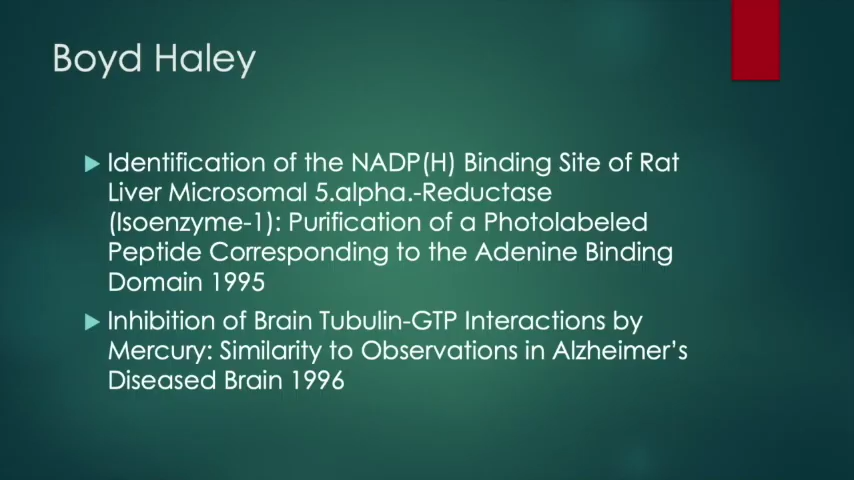 Boyd Haley
Identification of the NADP(H) Binding Site of Rat
Liver Microsomal 5.alpha.-Reductase
(Isoenzyme-1): Purification of a Photolabeled
Peptide Corresponding to the Adenine Binding
Domain 1995
Inhibition of Brain Tubulin-GTP Interactions by
Mercury: Similarity to Observations in Alzheimer’s
Diseased Brain 1996